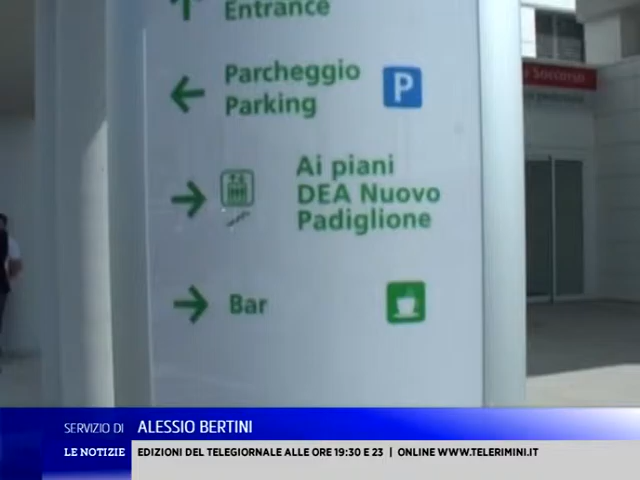 Entrance
Parcheggio
Parking
P
Ai piani
DEA Nuovo
Padiglione
Bar
Soccorso
SERVIZIO DI ALESSIO BERTINI
LE NOTIZIE EDIZIONI DEL TELEGIORNALE ALLE ORE 19:30 E 23 | ONLINE WWW.TELERIMINI.IT